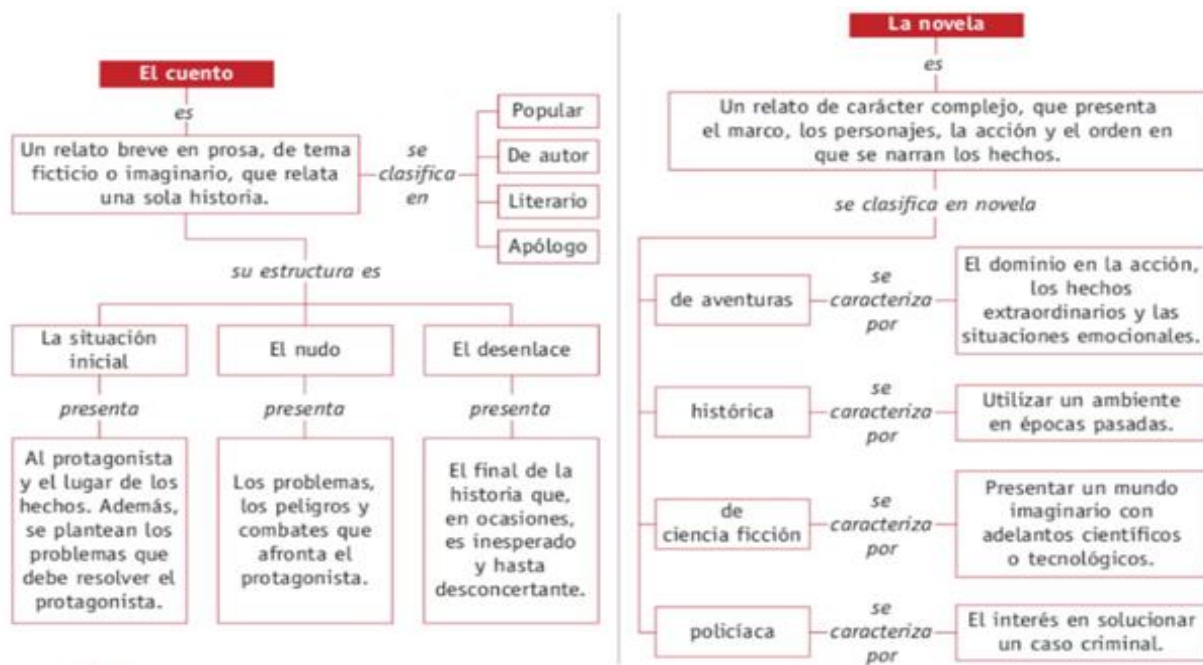 El cuento
es
Un relato breve en prosa, de tema
ficticio o imaginario, que relata
una sola historia.
se
clasifica
en
Popular
De autor
Literario
Apólogo
su estructura es
La situación
inicial
El nudo
El desenlace
presenta
presenta
presenta
Al protagonista
y el lugar de los
hechos. Además,
se plantean los
problemas que
debe resolver el
protagonista.
Los problemas,
los peligros y
combates que
afronta el
protagonista.
El final de la
historia que,
en ocasiones,
es inesperado
y hasta
desconcertante.
La novela
es
Un relato de carácter complejo, que presenta
el marco, los personajes, la acción y el orden en
que se narran los hechos.
se clasifica en novela
de aventuras
se
caracteriza
por
El dominio en la acción,
los hechos
extraordinarios y las
situaciones emocionales.
histórica
se
caracteriza
por
Utilizar un ambiente
en épocas pasadas.
de
ciencia ficción
se
caracteriza
por
Presentar un mundo
imaginario con
adelantos científicos
o tecnológicos.
policíaca
se
caracteriza
por
El interés en solucionar
un caso criminal.